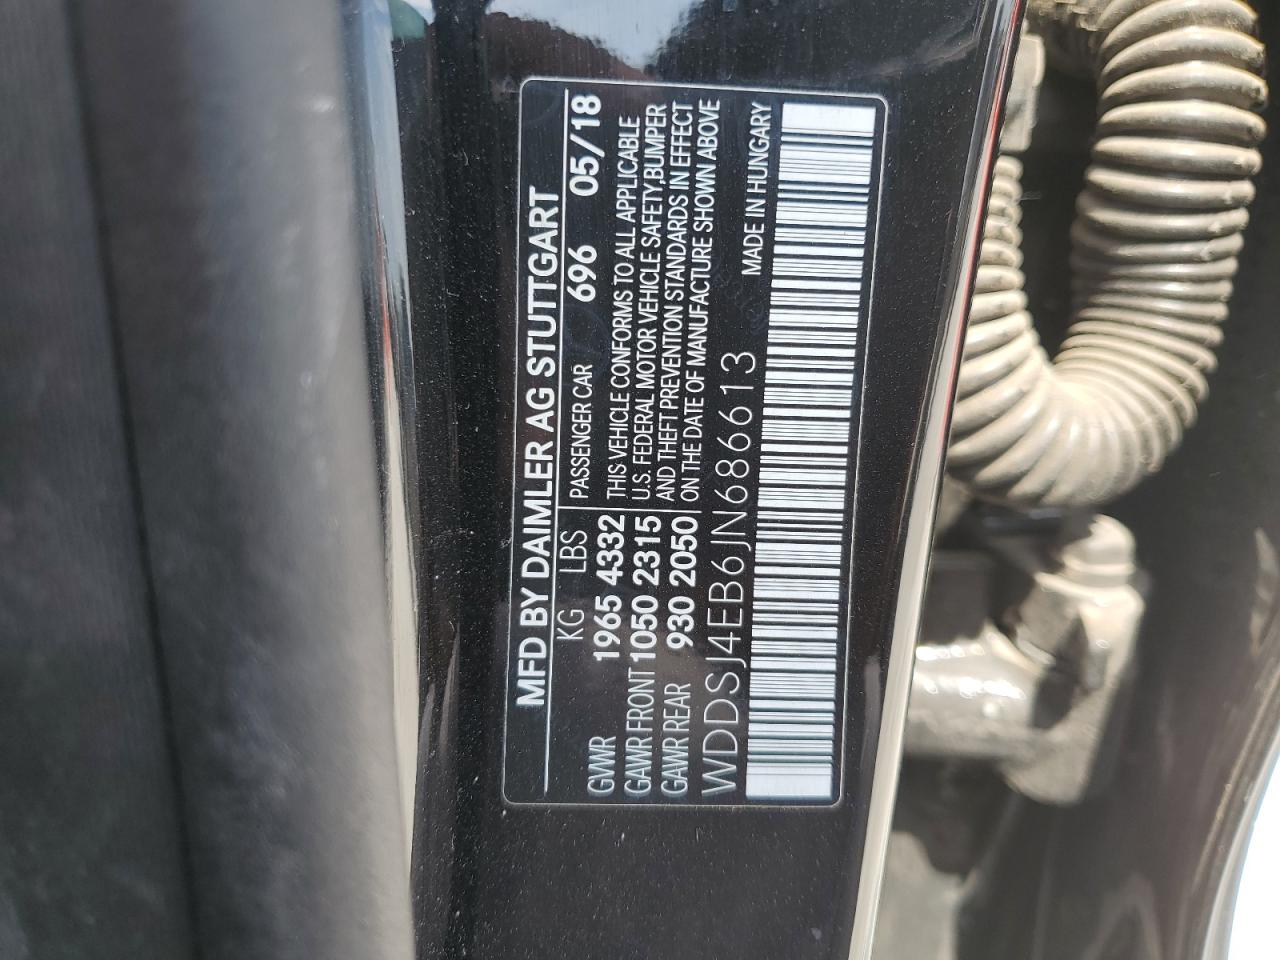 MFD BY DAIMLER AG STUTTGART
KG LBS PASSENGER CAR 696 05/18
GVWR 1965 4332 THIS VEHICLE CONFORMS TO ALL APPLICABLE
GAWR FRONT 1050 2315 U.S. FEDERAL MOTOR VEHICLE SAFETY,BUMPER
GAWR REAR 930 2050 AND THEFT PREVENTION STANDARDS IN EFFECT
ON THE DATE OF MANUFACTURE SHOWN ABOVE
WDDSJ4EB6JN686613 MADE IN HUNGARY